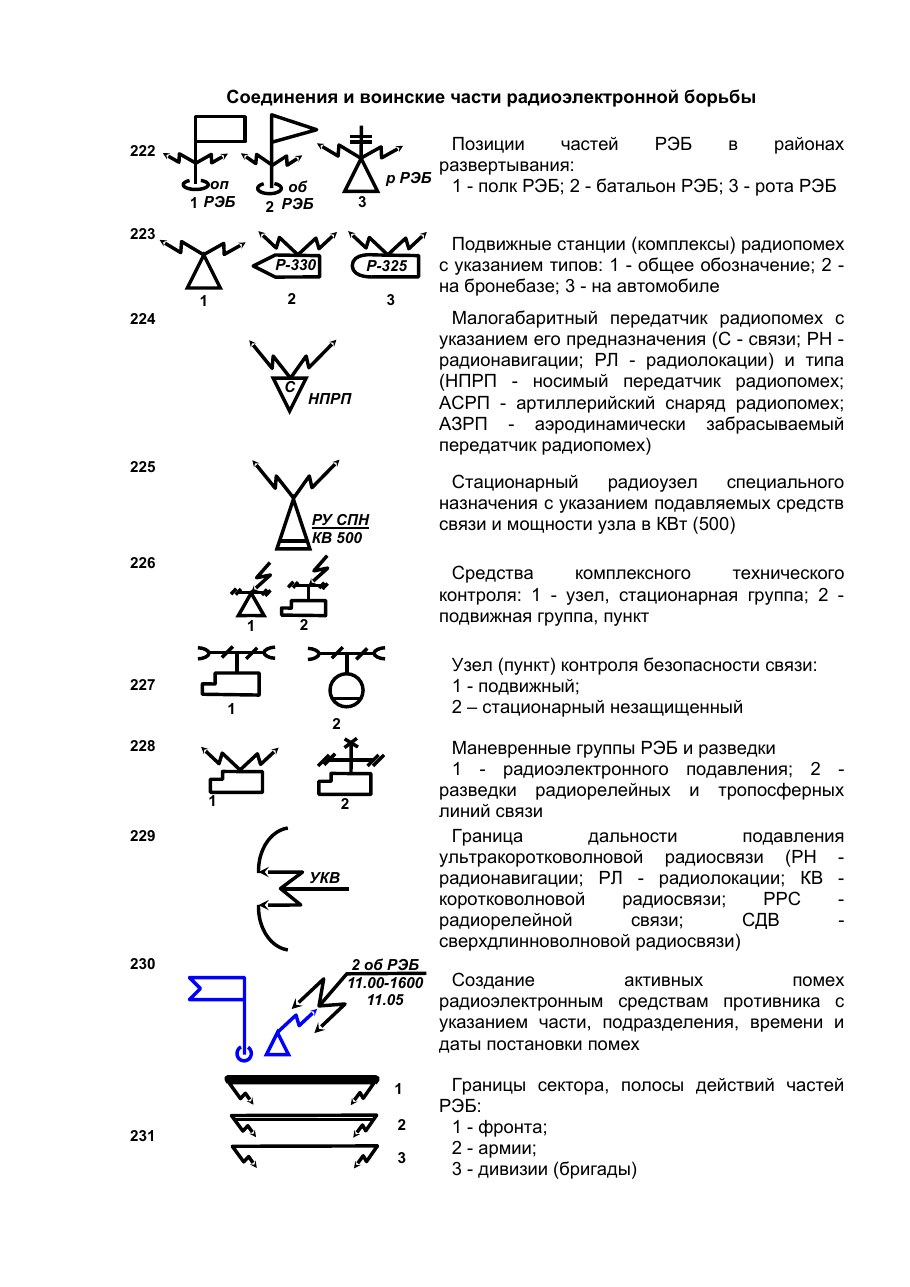 Соединения и воинские части радиоэлектронной борьбы
222
оп
1 РЭБ
об
2 РЭБ
р РЭБ
3
Позиции частей РЭБ в районах
развертывания:
1 - полк РЭБ; 2 - батальон РЭБ; 3 - рота РЭБ
223
Р-330
Р-325
1
2
3
Подвижные станции (комплексы) радиопомех
с указанием типов: 1 - общее обозначение; 2 -
на бронебазе; 3 - на автомобиле
224
С
НПРП
Малогабаритный передатчик радиопомех с
указанием его предназначения (С - связи; РН -
радионавигации; РЛ - радиолокации) и типа
(НПРП - носимый передатчик радиопомех;
АСРП - артиллерийский снаряд радиопомех;
АЗРП - аэродинамически забрасываемый
передатчик радиопомех)
225
РУ СПН
КВ 500
Стационарный радиоузел специального
назначения с указанием подавляемых средств
связи и мощности узла в КВт (500)
226
1
2
Средства комплексного технического
контроля: 1 - узел, стационарная группа; 2 -
подвижная группа, пункт
227
1
2
Узел (пункт) контроля безопасности связи:
1 - подвижный;
2 – стационарный незащищенный
228
1
2
Маневренные группы РЭБ и разведки
1 - радиоэлектронного подавления; 2 -
разведки радиорелейных и тропосферных
линий связи
229
УКВ
Граница дальности подавления
ультракоротковолновой радиосвязи (РН -
радионавигации; РЛ - радиолокации; КВ -
коротковолновой радиосвязи; РРС -
радиорелейной связи; СДВ -
сверхдлинноволновой радиосвязи)
230
2 об РЭБ
11.00-1600
11.05
Создание активных помех
радиоэлектронным средствам противника с
указанием части, подразделения, времени и
даты постановки помех
231
1
2
3
Границы сектора, полосы действий частей
РЭБ:
1 - фронта;
2 - армии;
3 - дивизии (бригады)